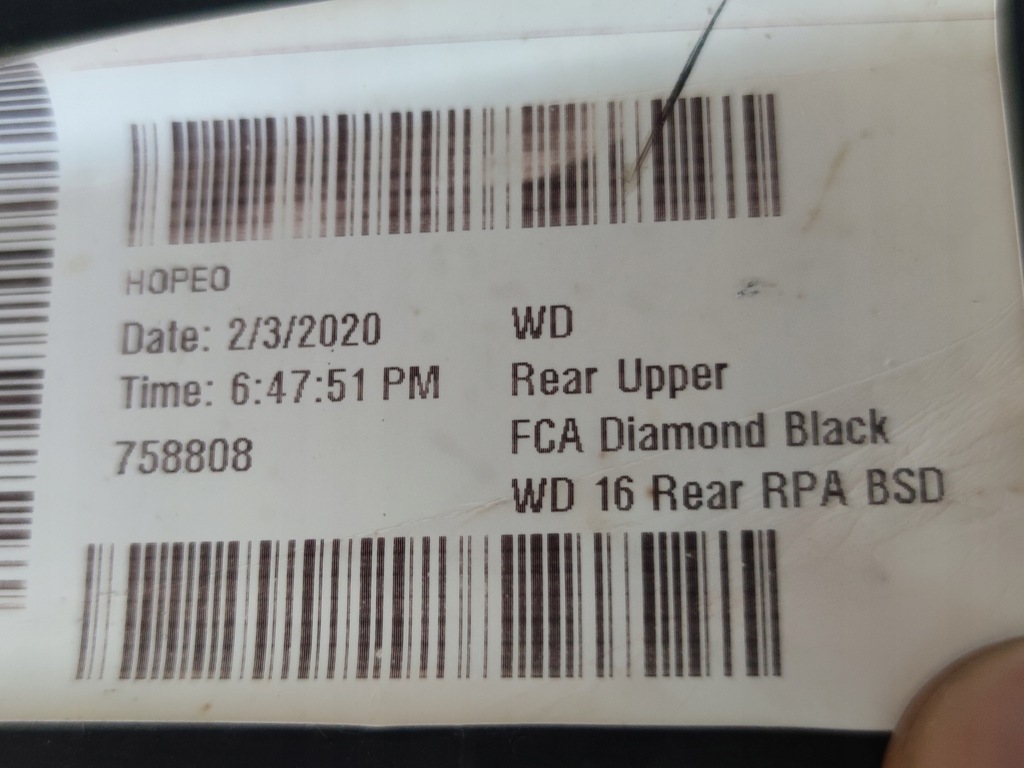 HOPEO
Date: 2/3/2020
Time: 6:47:51 PM
758808
WD
Rear Upper
FCA Diamond Black
WD 16 Rear RPA BSD